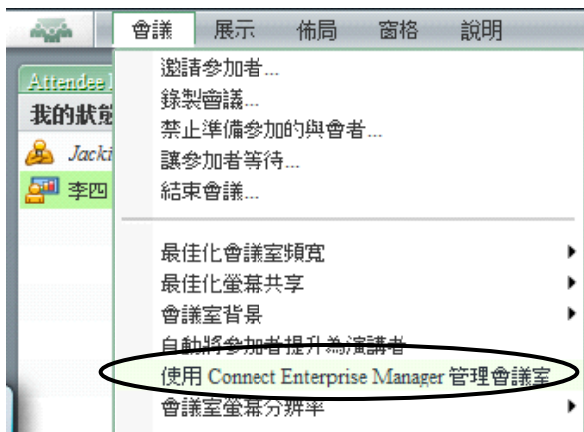 會議 展示 佈局 窗格 說明
Attendee
我的狀態
Jacki
李四
邀請參加者...
錄製會議...
禁止準備參加的與會者...
讓參加者等待...
結束會議...
最佳化會議室頻寬
最佳化螢幕共享
會議室背景
自動將參加者提升為演講者
使用 Connect Enterprise Manager 管理會議室
會議室螢幕分辨率